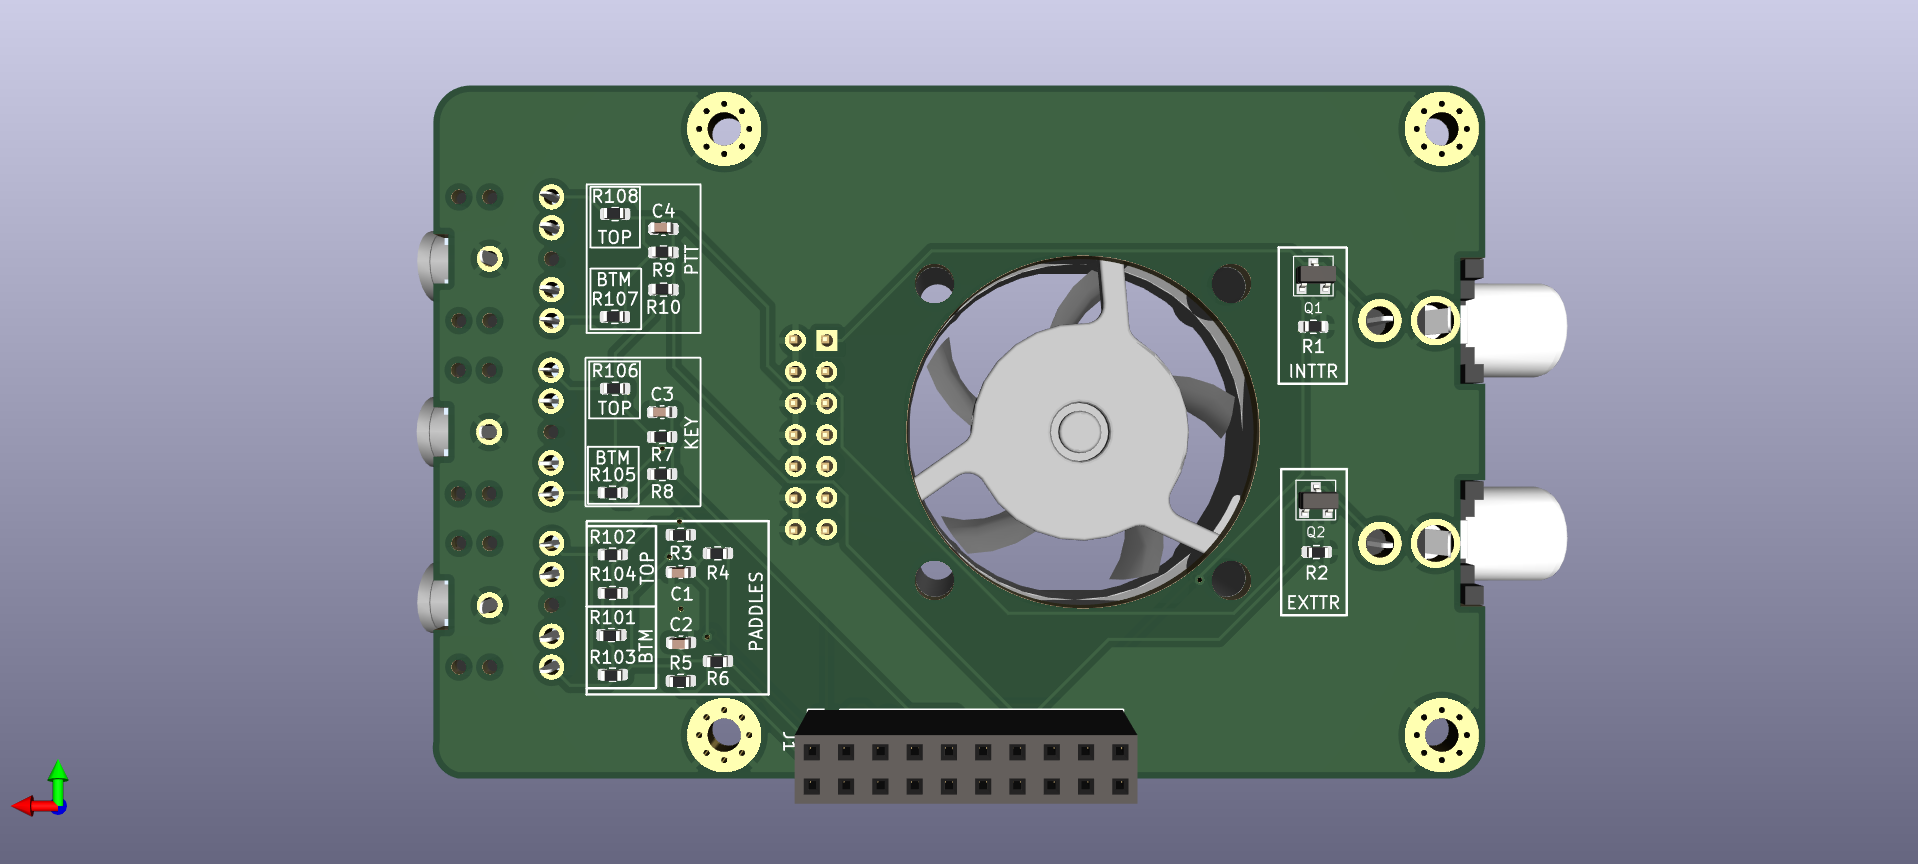 R108
TOP
C4
R9
R10
PTT
BTM
R107
R106
TOP
C3
R7
R8
KEY
BTM
R105
R102
R104
TOP
R101
R103
BTM
R3
R4
C1
C2
R5
R6
PADDLES
Q1
R1
INTTR
Q2
R2
EXTTR
J1